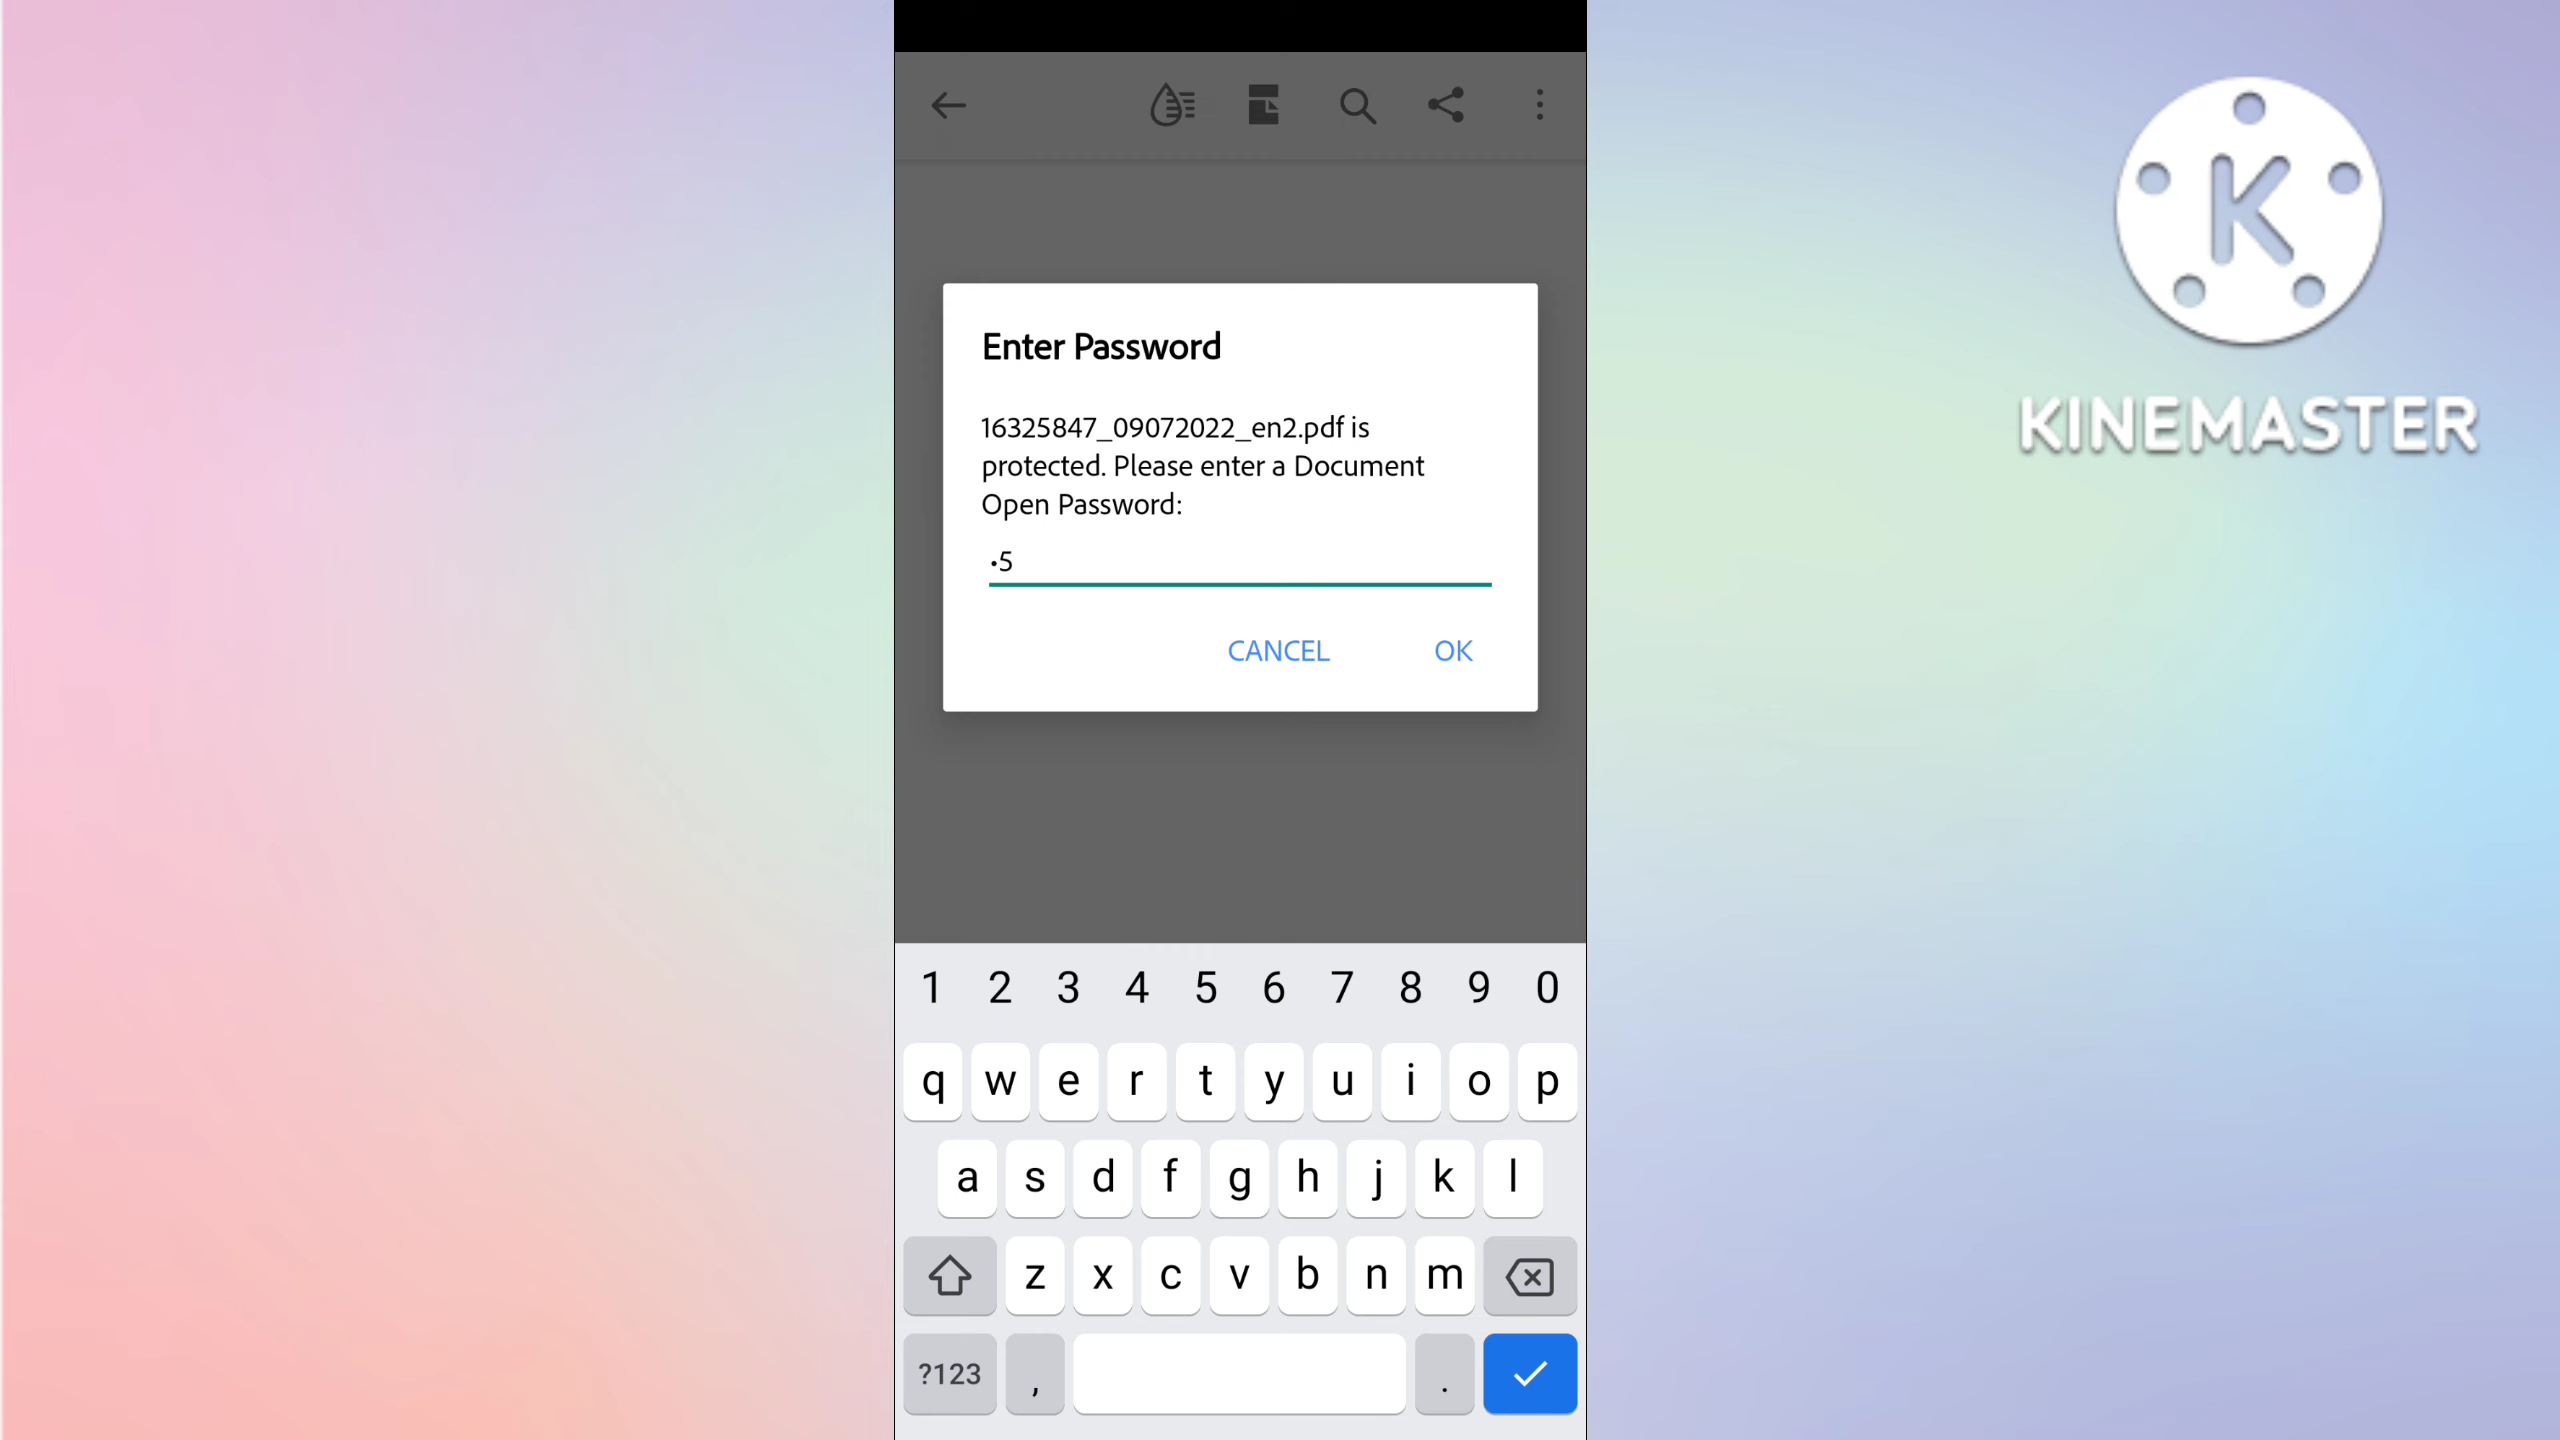 K
KINEMASTER
Enter Password
16325847_09072022_en2.pdf is
protected. Please enter a Document
Open Password:
•5
CANCEL OK
1 2 3 4 5 6 7 8 9 0
q w e r t y u i o p
a s d f g h j k l
z x c v b n m
?123 , .